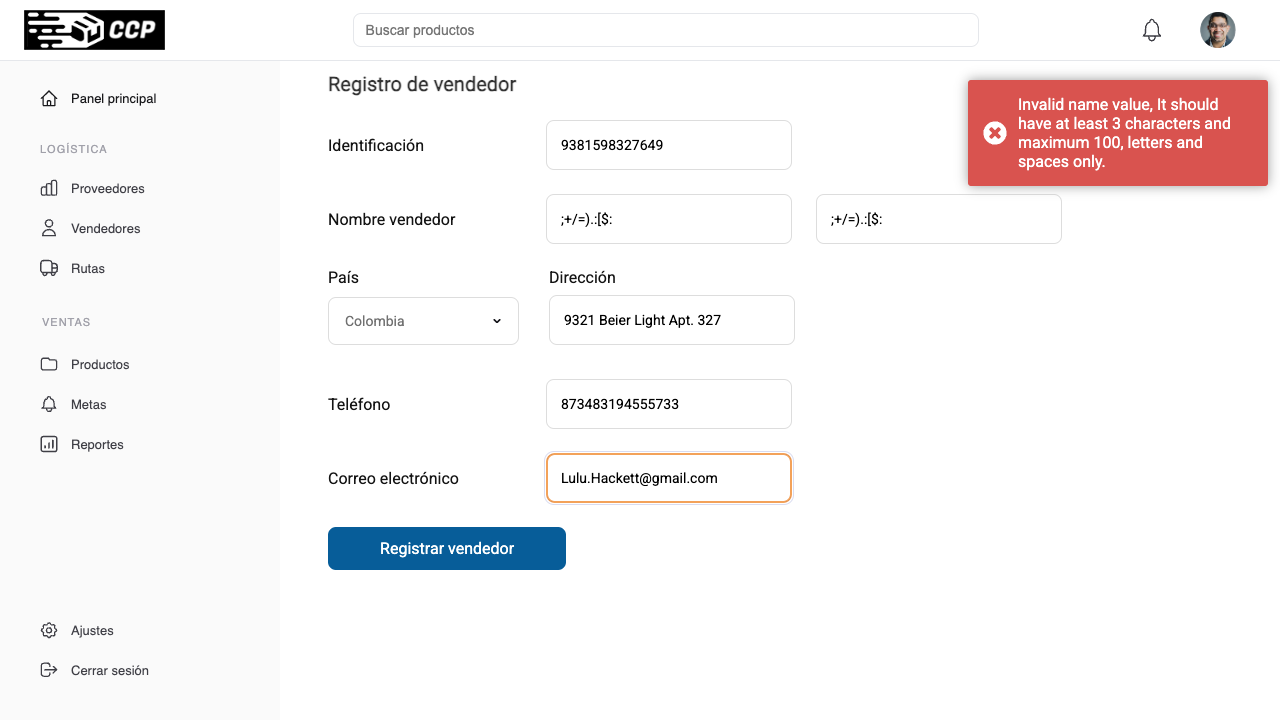 CCP
Buscar productos
Panel principal
LOGÍSTICA
Proveedores
Vendedores
Rutas
VENTAS
Productos
Metas
Reportes
Ajustes
Cerrar sesión
Registro de vendedor
Identificación
9381598327649
Nombre vendedor
;+/=).:[$:
;+/=).:[$:
País
Dirección
Colombia
9321 Beier Light Apt. 327
Teléfono
873483194555733
Correo electrónico
Lulu.Hackett@gmail.com
Registrar vendedor
Invalid name value, It should
have at least 3 characters and
maximum 100, letters and
spaces only.